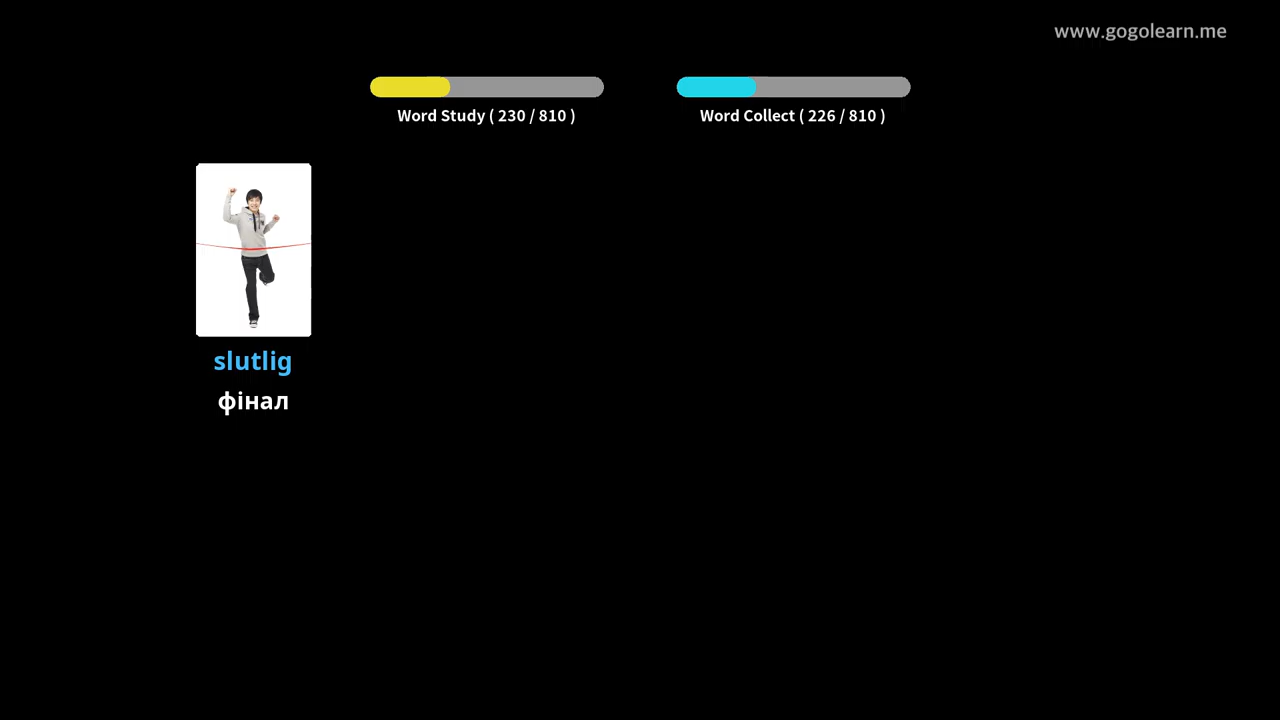 www.gogolearn.me
Word Study ( 230 / 810 )
Word Collect ( 226 / 810 )
slutlig
фінал